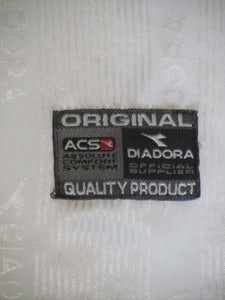 ORIGINAL
ACS
ABSOLUTE
COMFORT
SYSTEM
DIADORA
OFFICIAL
SUPPLIER
QUALITY PRODUCT